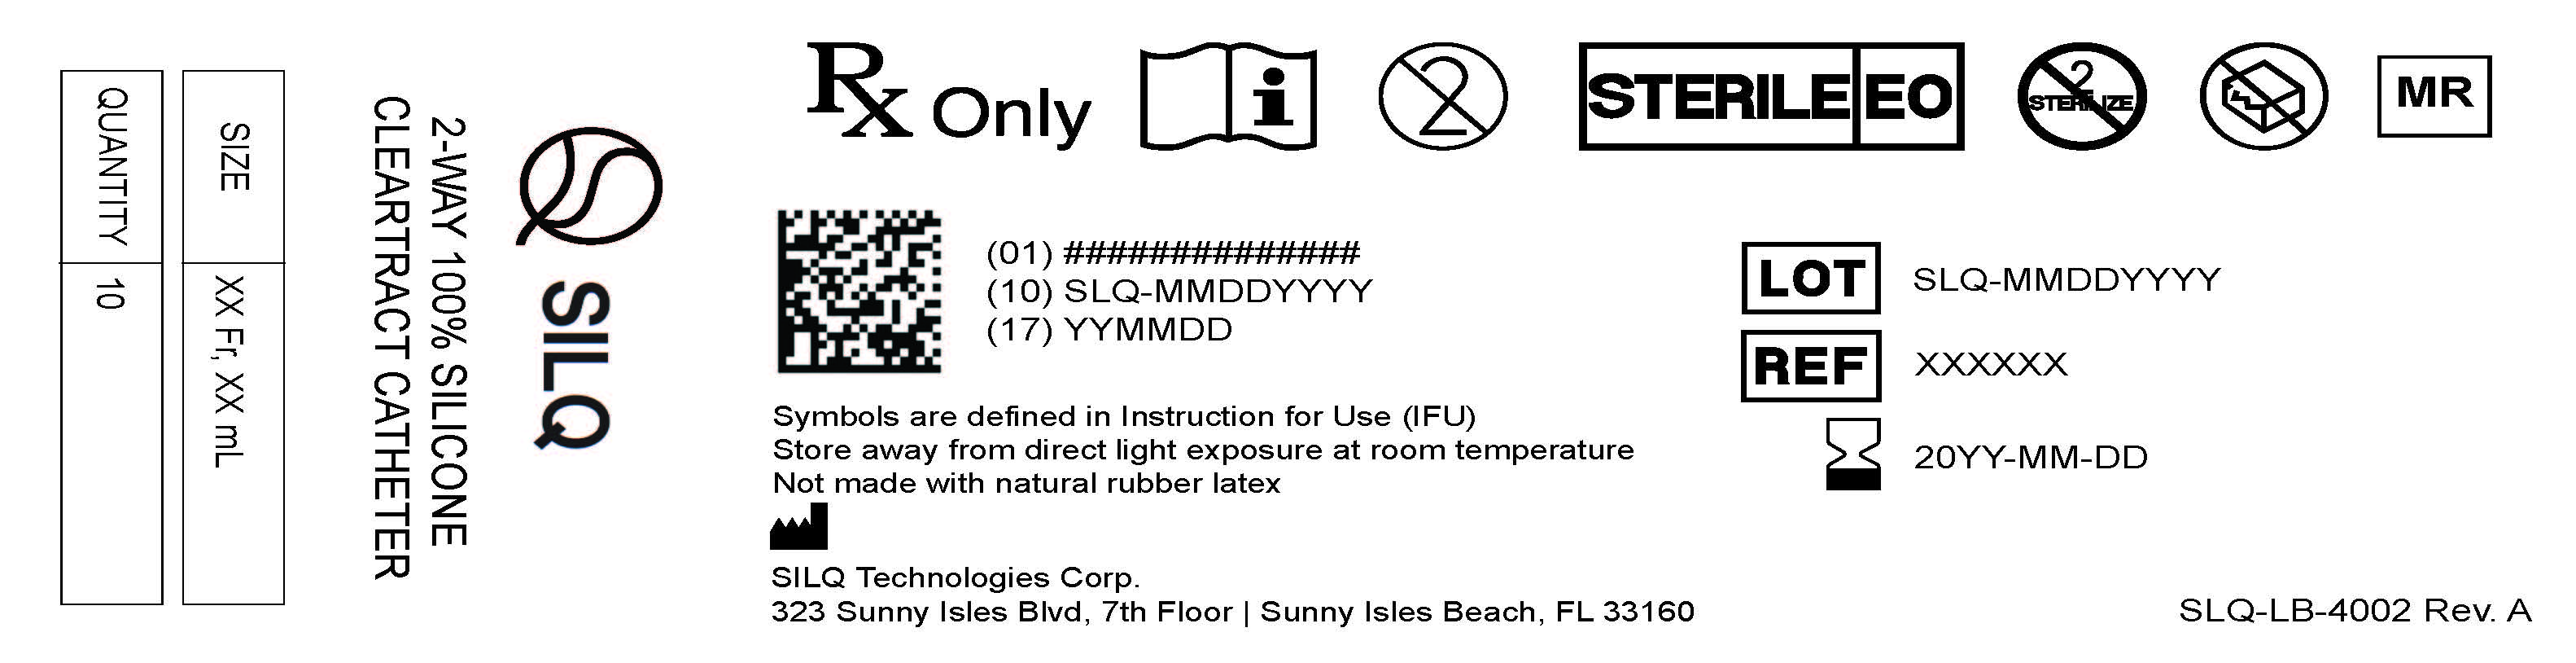 QUANTITY 10
SIZE XX Fr, XX mL
2-WAY 100% SILICONE
CLEARTRACT CATHETER
SILQ
Rx Only
i
2
STERILE EO
2
STERILIZE
MR
(01) ##############
(10) SLQ-MMDDYYYY
(17) YYMMDD
LOT SLQ-MMDDYYYY
REF XXXXXX
20YY-MM-DD
Symbols are defined in Instruction for Use (IFU)
Store away from direct light exposure at room temperature
Not made with natural rubber latex
SILQ Technologies Corp.
323 Sunny Isles Blvd, 7th Floor | Sunny Isles Beach, FL 33160
SLQ-LB-4002 Rev. A